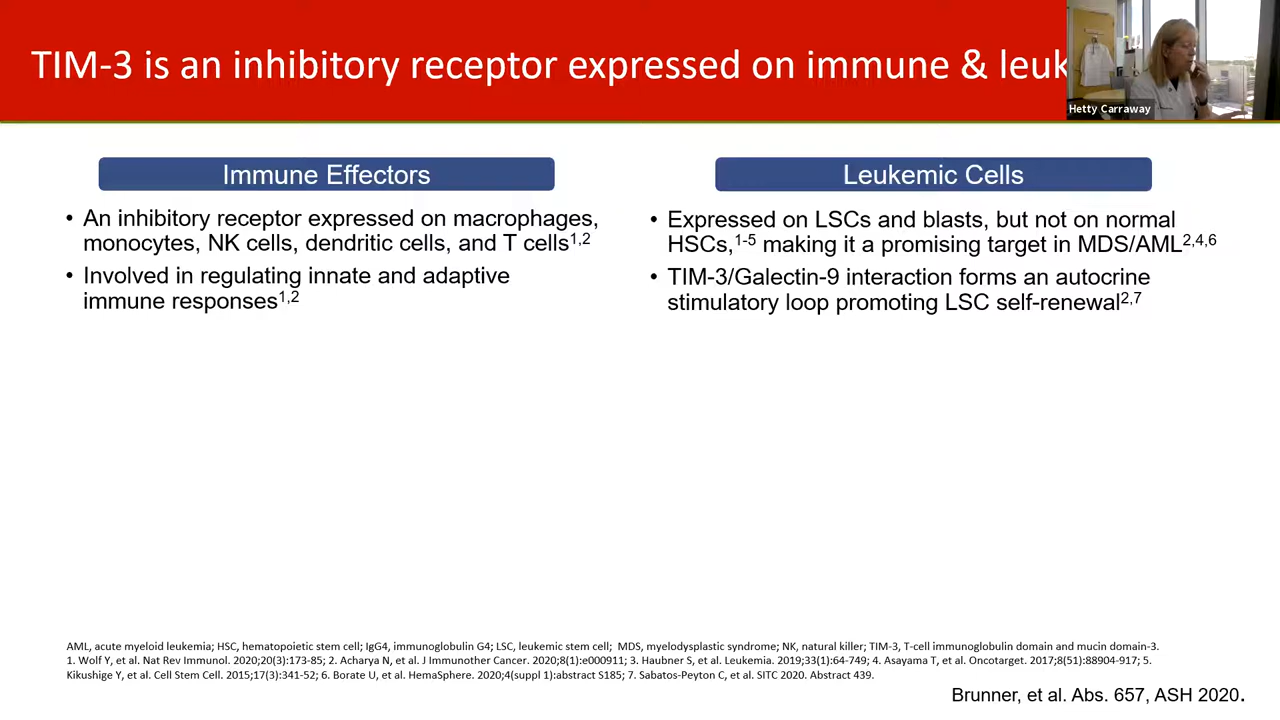 TIM-3 is an inhibitory receptor expressed on immune & leuk
Hetty Carraway
Immune Effectors
• An inhibitory receptor expressed on macrophages,
monocytes, NK cells, dendritic cells, and T cells1,2
• Involved in regulating innate and adaptive
immune responses1,2
Leukemic Cells
• Expressed on LSCs and blasts, but not on normal
HSCs,1-5 making it a promising target in MDS/AML2,4,6
• TIM-3/Galectin-9 interaction forms an autocrine
stimulatory loop promoting LSC self-renewal2,7
AML, acute myeloid leukemia; HSC, hematopoietic stem cell; IgG4, immunoglobulin G4; LSC, leukemic stem cell; MDS, myelodysplastic syndrome; NK, natural killer; TIM-3, T-cell immunoglobulin domain and mucin domain-3.
1. Wolf Y, et al. Nat Rev Immunol. 2020;20(3):173-85; 2. Acharya N, et al. J Immunother Cancer. 2020;8(1):e000911; 3. Haubner S, et al. Leukemia. 2019;33(1):64-749; 4. Asayama T, et al. Oncotarget. 2017;8(51):88904-917; 5.
Kikushige Y, et al. Cell Stem Cell. 2015;17(3):341-52; 6. Borate U, et al. HemaSphere. 2020;4(suppl 1):abstract S185; 7. Sabatos-Peyton C, et al. SITC 2020. Abstract 439.
Brunner, et al. Abs. 657, ASH 2020.